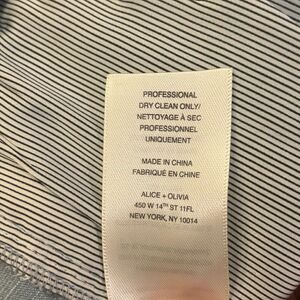 PROFESSIONAL
DRY CLEAN ONLY/
NETTOYAGE À SEC
PROFESSIONNEL
UNIQUEMENT
MADE IN CHINA
FABRIQUÉ EN CHINE
ALICE + OLIVIA
450 W 14TH ST 11FL
NEW YORK, NY 10014